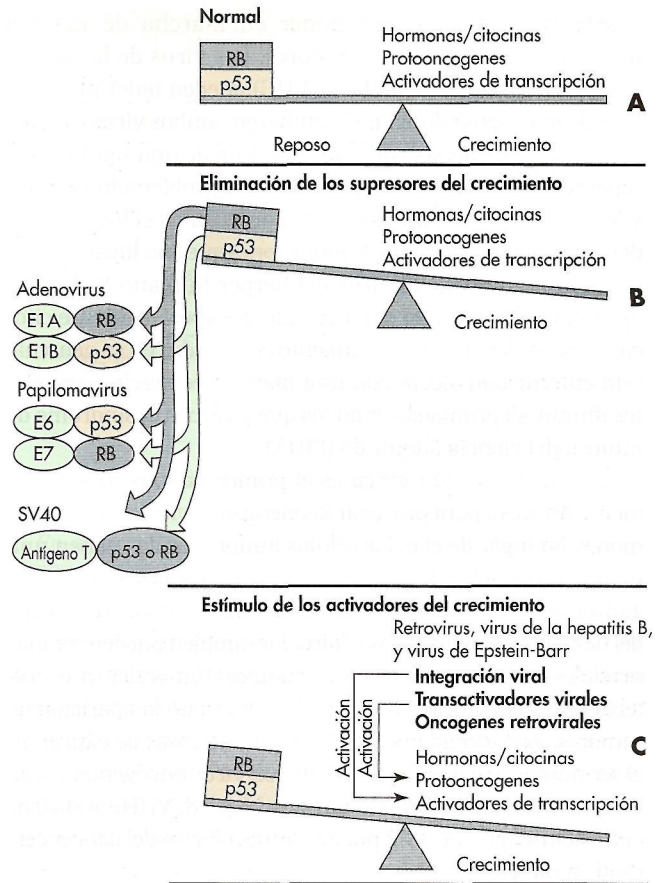 Normal
RB
p53
Hormonas/citocinas
Protooncogenes
Activadores de transcripción
A
Reposo
Crecimiento
Eliminación de los supresores del crecimiento
RB
p53
Hormonas/citocinas
Protooncogenes
Activadores de transcripción
B
Crecimiento
Adenovirus
E1A RB
E1B p53
Papilomavirus
E6 p53
E7 RB
SV40
Antígeno T p53 o RB
Estímulo de los activadores del crecimiento
Retrovirus, virus de la hepatitis B,
y virus de Epstein-Barr
Integración viral
Transactivadores virales
Oncogenes retrovirales
Activación
Activación
Hormonas/citocinas
Protooncogenes
Activadores de transcripción
C
RB
p53
Crecimiento